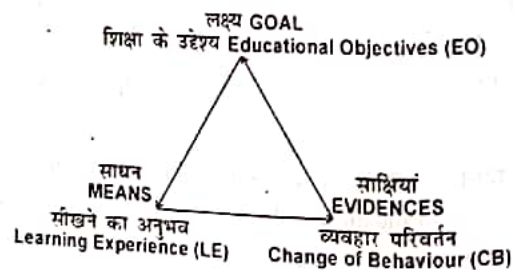 लक्ष्य GOAL
शिक्षा के उद्देश्य Educational Objectives (EO)
साधन
MEANS
सीखने का अनुभव
Learning Experience (LE)
साक्षियां
EVIDENCES
व्यवहार परिवर्तन
Change of Behaviour (CB)